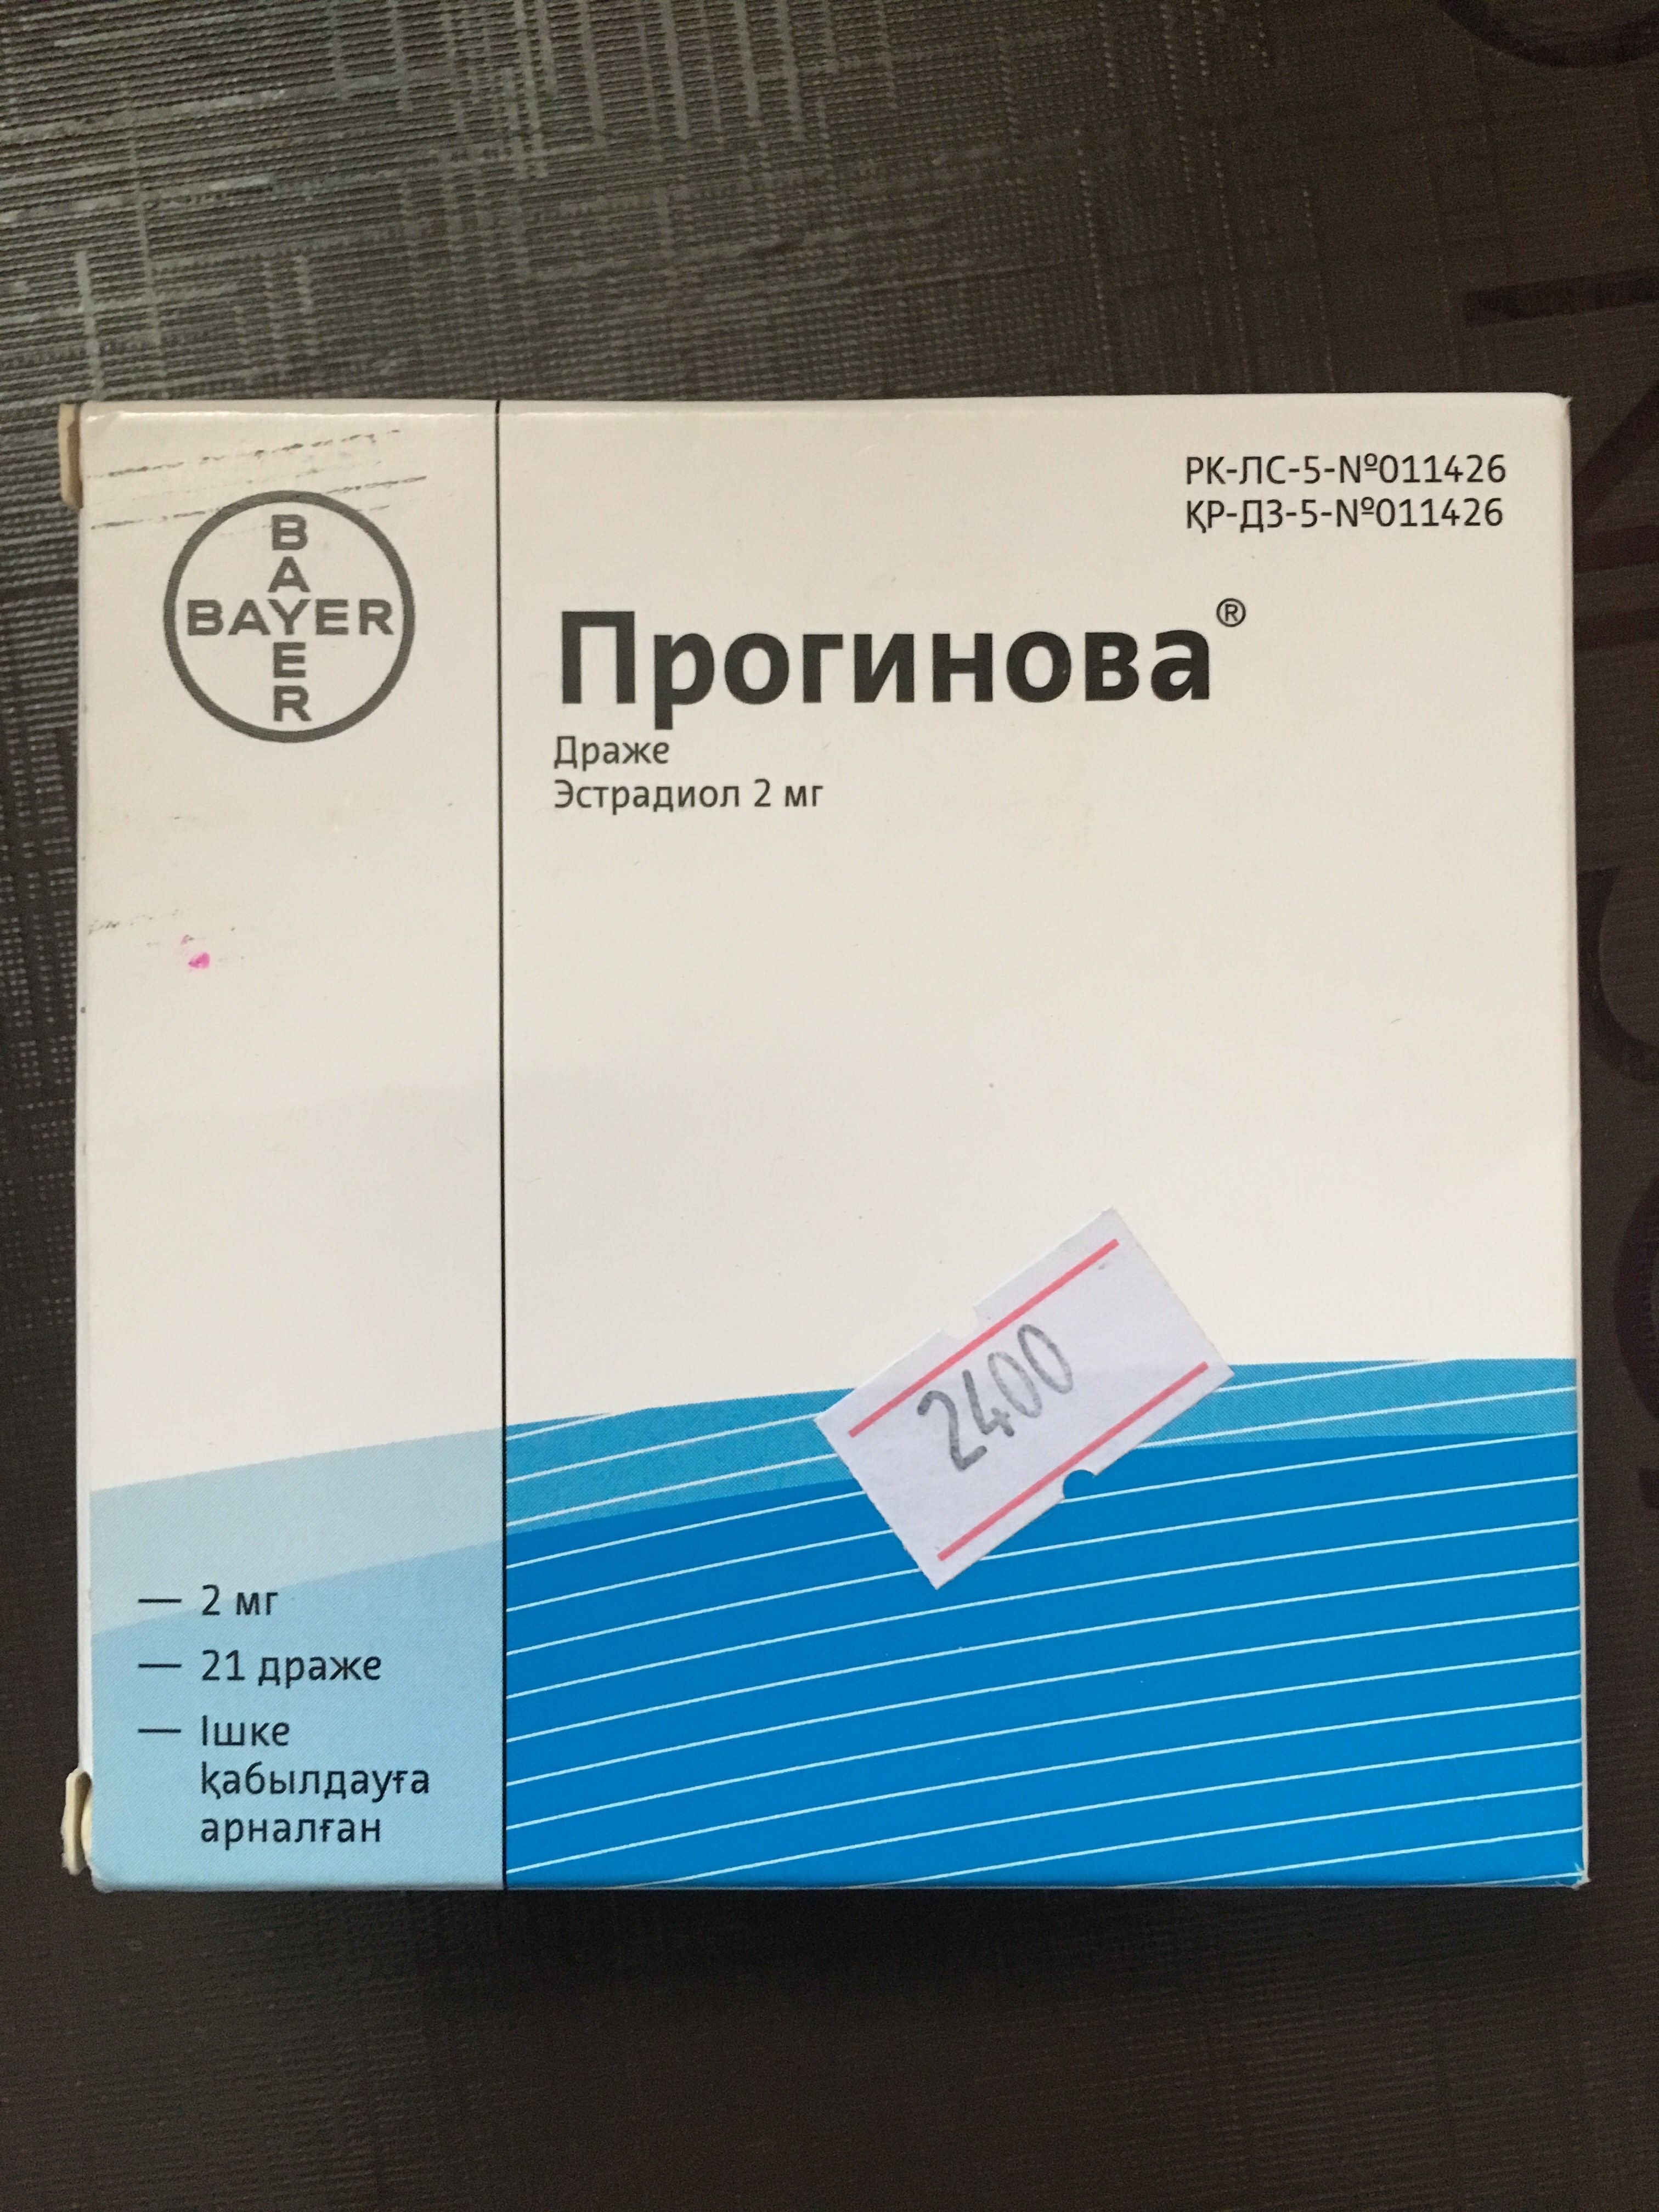 РК-ЛС-5-№011426
ҚР-ДЗ-5-№011426
BAYER
BAYER
Прогинова®
Драже
Эстрадиол 2 мг
2400
— 2 мг
— 21 драже
— Ішке
қабылдауға
арналған